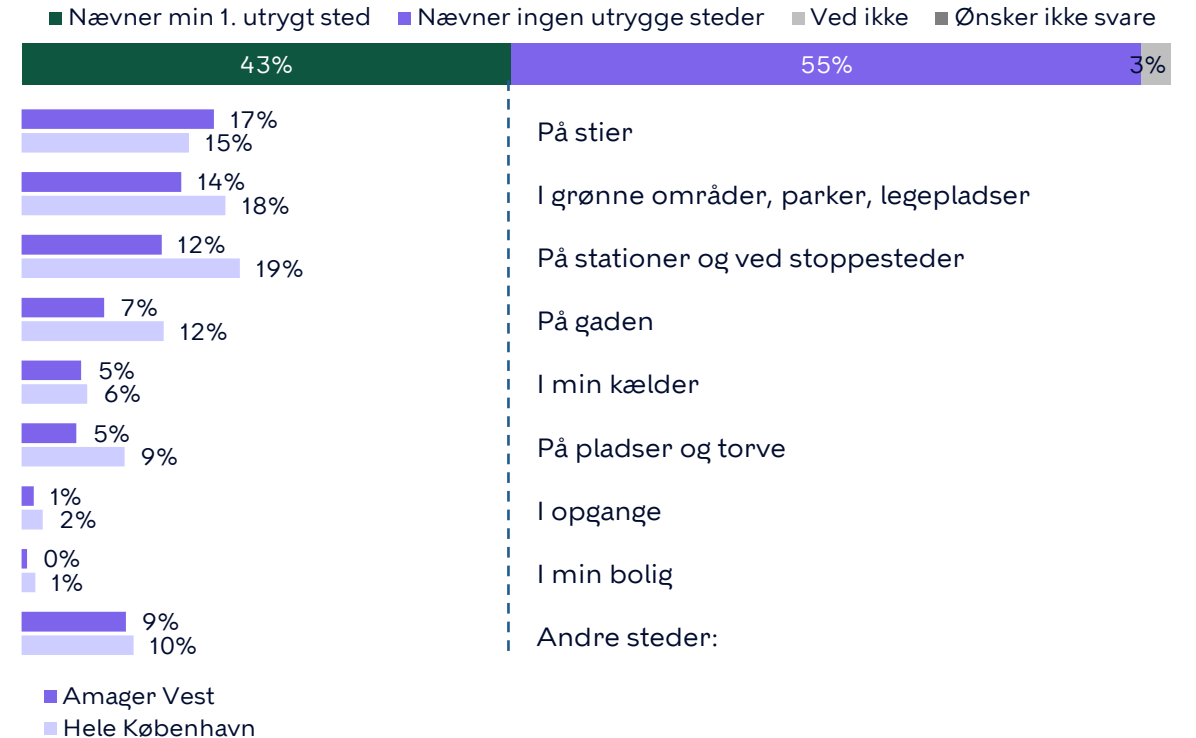 Nævner min 1. utrygt sted Nævner ingen utrygge steder Ved ikke Ønsker ikke svare
43% 55% 3%
17%
15%
På stier
14%
18%
I grønne områder, parker, legepladser
12%
19%
På stationer og ved stoppesteder
7%
12%
På gaden
5%
6%
I min kælder
5%
9%
På pladser og torve
1%
2%
I opgange
0%
1%
I min bolig
9%
10%
Andre steder:
Amager Vest
Hele København